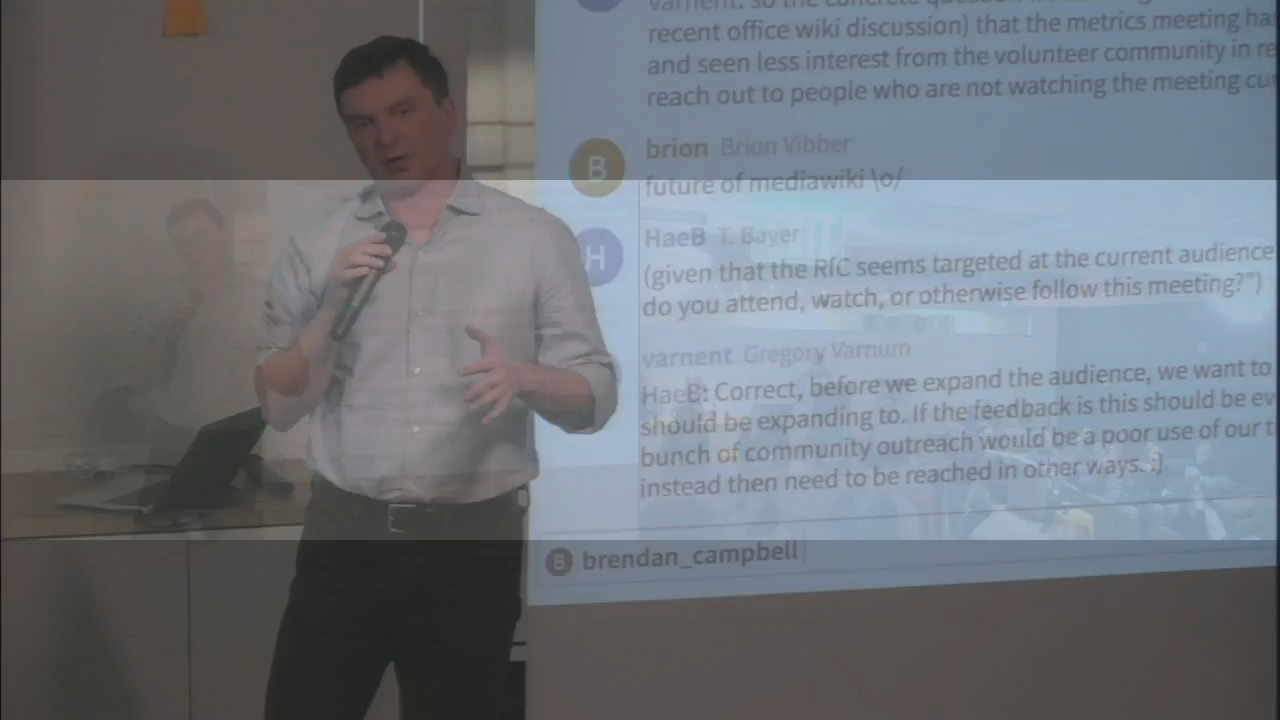 varnent: so the concrete question
recent office wiki discussion) that the metrics meeting ha
and seen less interest from the volunteer community in re
reach out to people who are not watching the meeting cu
B
brion Brion Vibber
future of mediawiki \o/
H
HaeB T. Bayer
(given that the RfC seems targeted at the current audience
do you attend, watch, or otherwise follow this meeting?")
varnent Gregory Varnum
HaeB: Correct, before we expand the audience, we want to
should be expanding to. If the feedback is this should be ev
bunch of community outreach would be a poor use of our t
instead then need to be reached in other ways. :)
B brendan_campbell